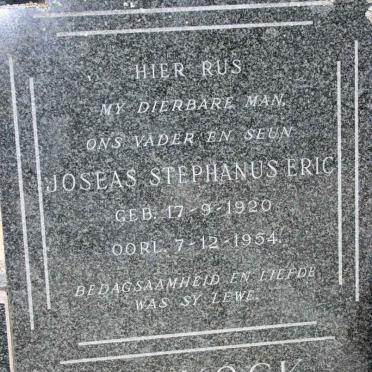 HIER RUS
MY DIERBARE MAN,
ONS VADER EN SEUN
JOSEAS STEPHANUS ERIC
GEB. 17-9-1920
OORL. 7-12-1954.
BEDAGSAAMHEID EN LIEFDE
WAS SY LEWE.